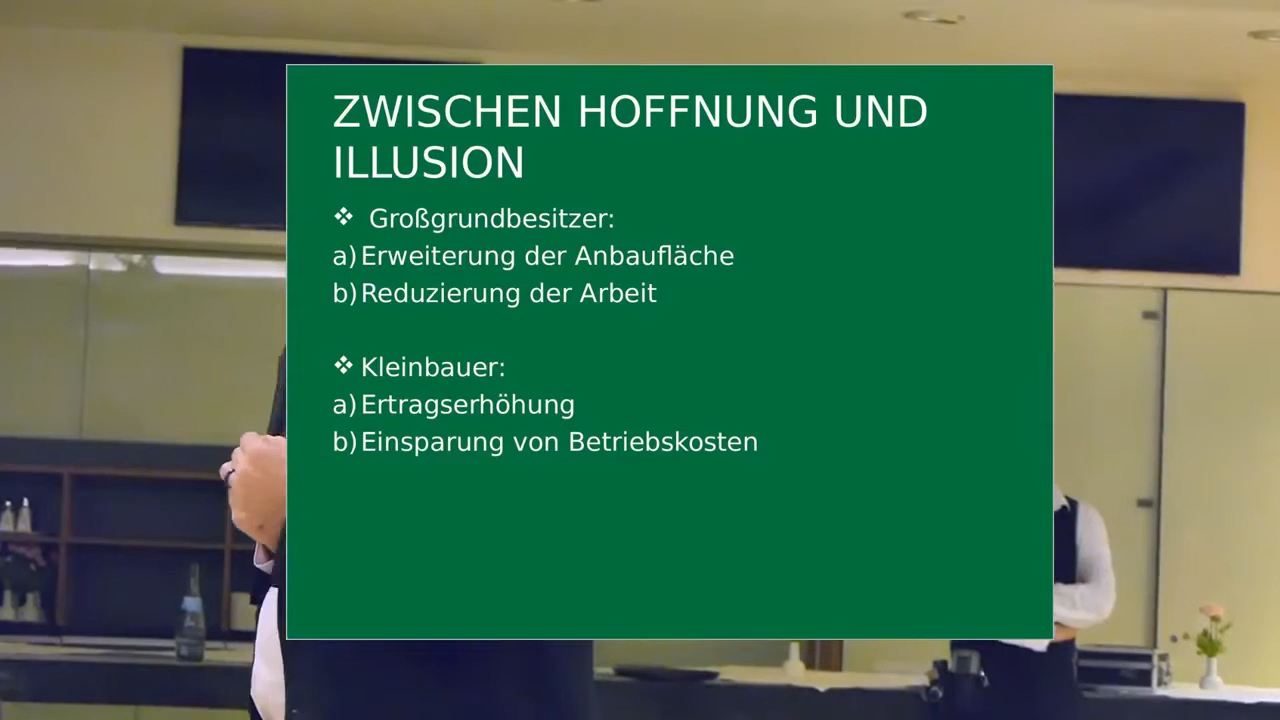 ZWISCHEN HOFFNUNG UND
ILLUSION
❖ Großgrundbesitzer:
a) Erweiterung der Anbaufläche
b) Reduzierung der Arbeit
❖ Kleinbauer:
a) Ertragserhöhung
b) Einsparung von Betriebskosten